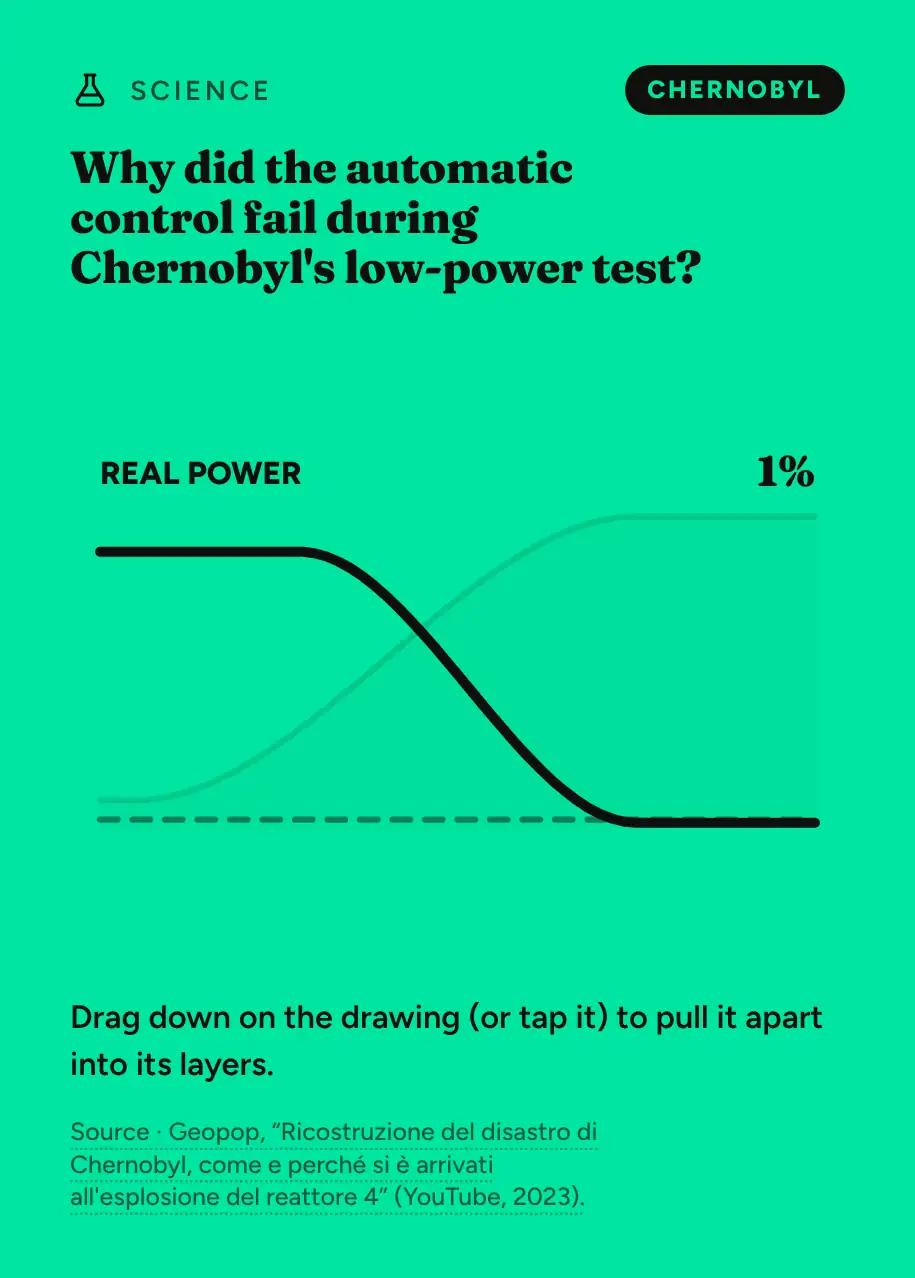 SCIENCE
CHERNOBYL
Why did the automatic
control fail during
Chernobyl's low-power test?
REAL POWER
1%
Drag down on the drawing (or tap it) to pull it apart
into its layers.
Source · Geopop, “Ricostruzione del disastro di
Chernobyl, come e perché si è arrivati
all'esplosione del reattore 4” (YouTube, 2023).